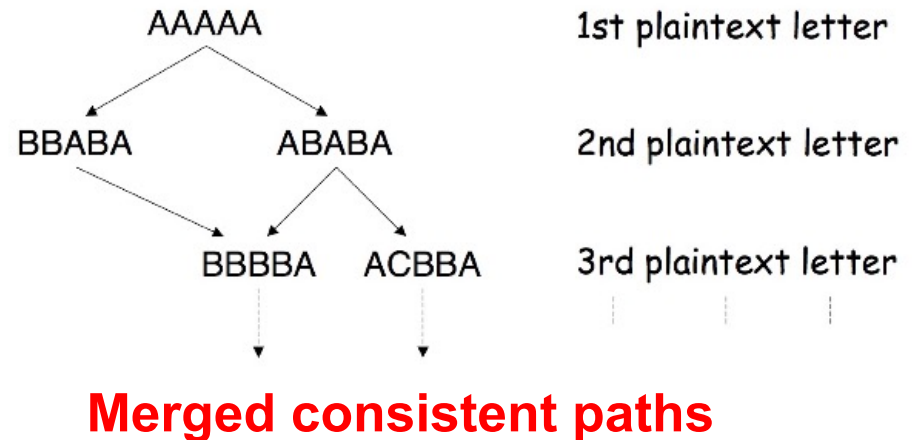 AAAAA 1st plaintext letter
BBABA ABABA 2nd plaintext letter
BBBBA ACBBA 3rd plaintext letter
Merged consistent paths